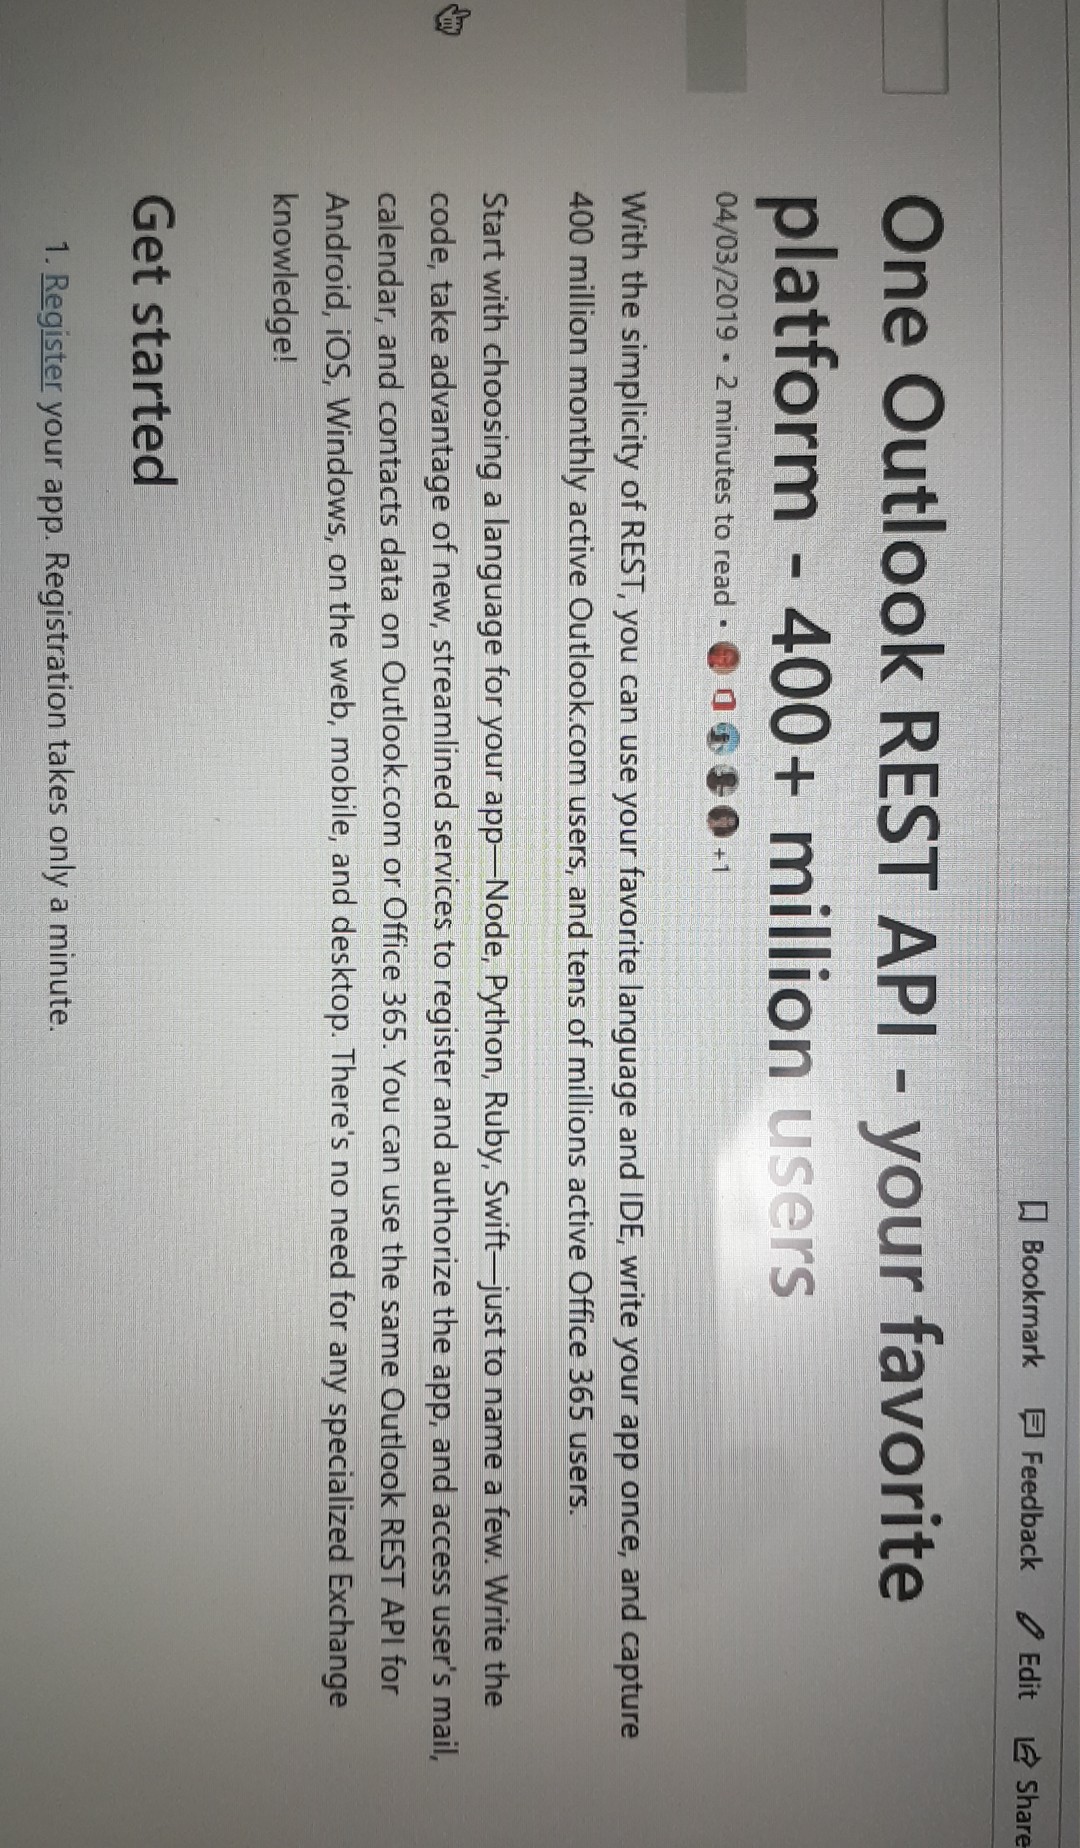 Bookmark Feedback Edit Share
One Outlook REST API - your favorite
platform - 400+ million users
04/03/2019 • 2 minutes to read • +1
With the simplicity of REST, you can use your favorite language and IDE, write your app once, and capture
400 million monthly active Outlook.com users, and tens of millions active Office 365 users.
Start with choosing a language for your app—Node, Python, Ruby, Swift—just to name a few. Write the
code, take advantage of new, streamlined services to register and authorize the app, and access user's mail,
calendar, and contacts data on Outlook.com or Office 365. You can use the same Outlook REST API for
Android, iOS, Windows, on the web, mobile, and desktop. There's no need for any specialized Exchange
knowledge!
Get started
1. Register your app. Registration takes only a minute.